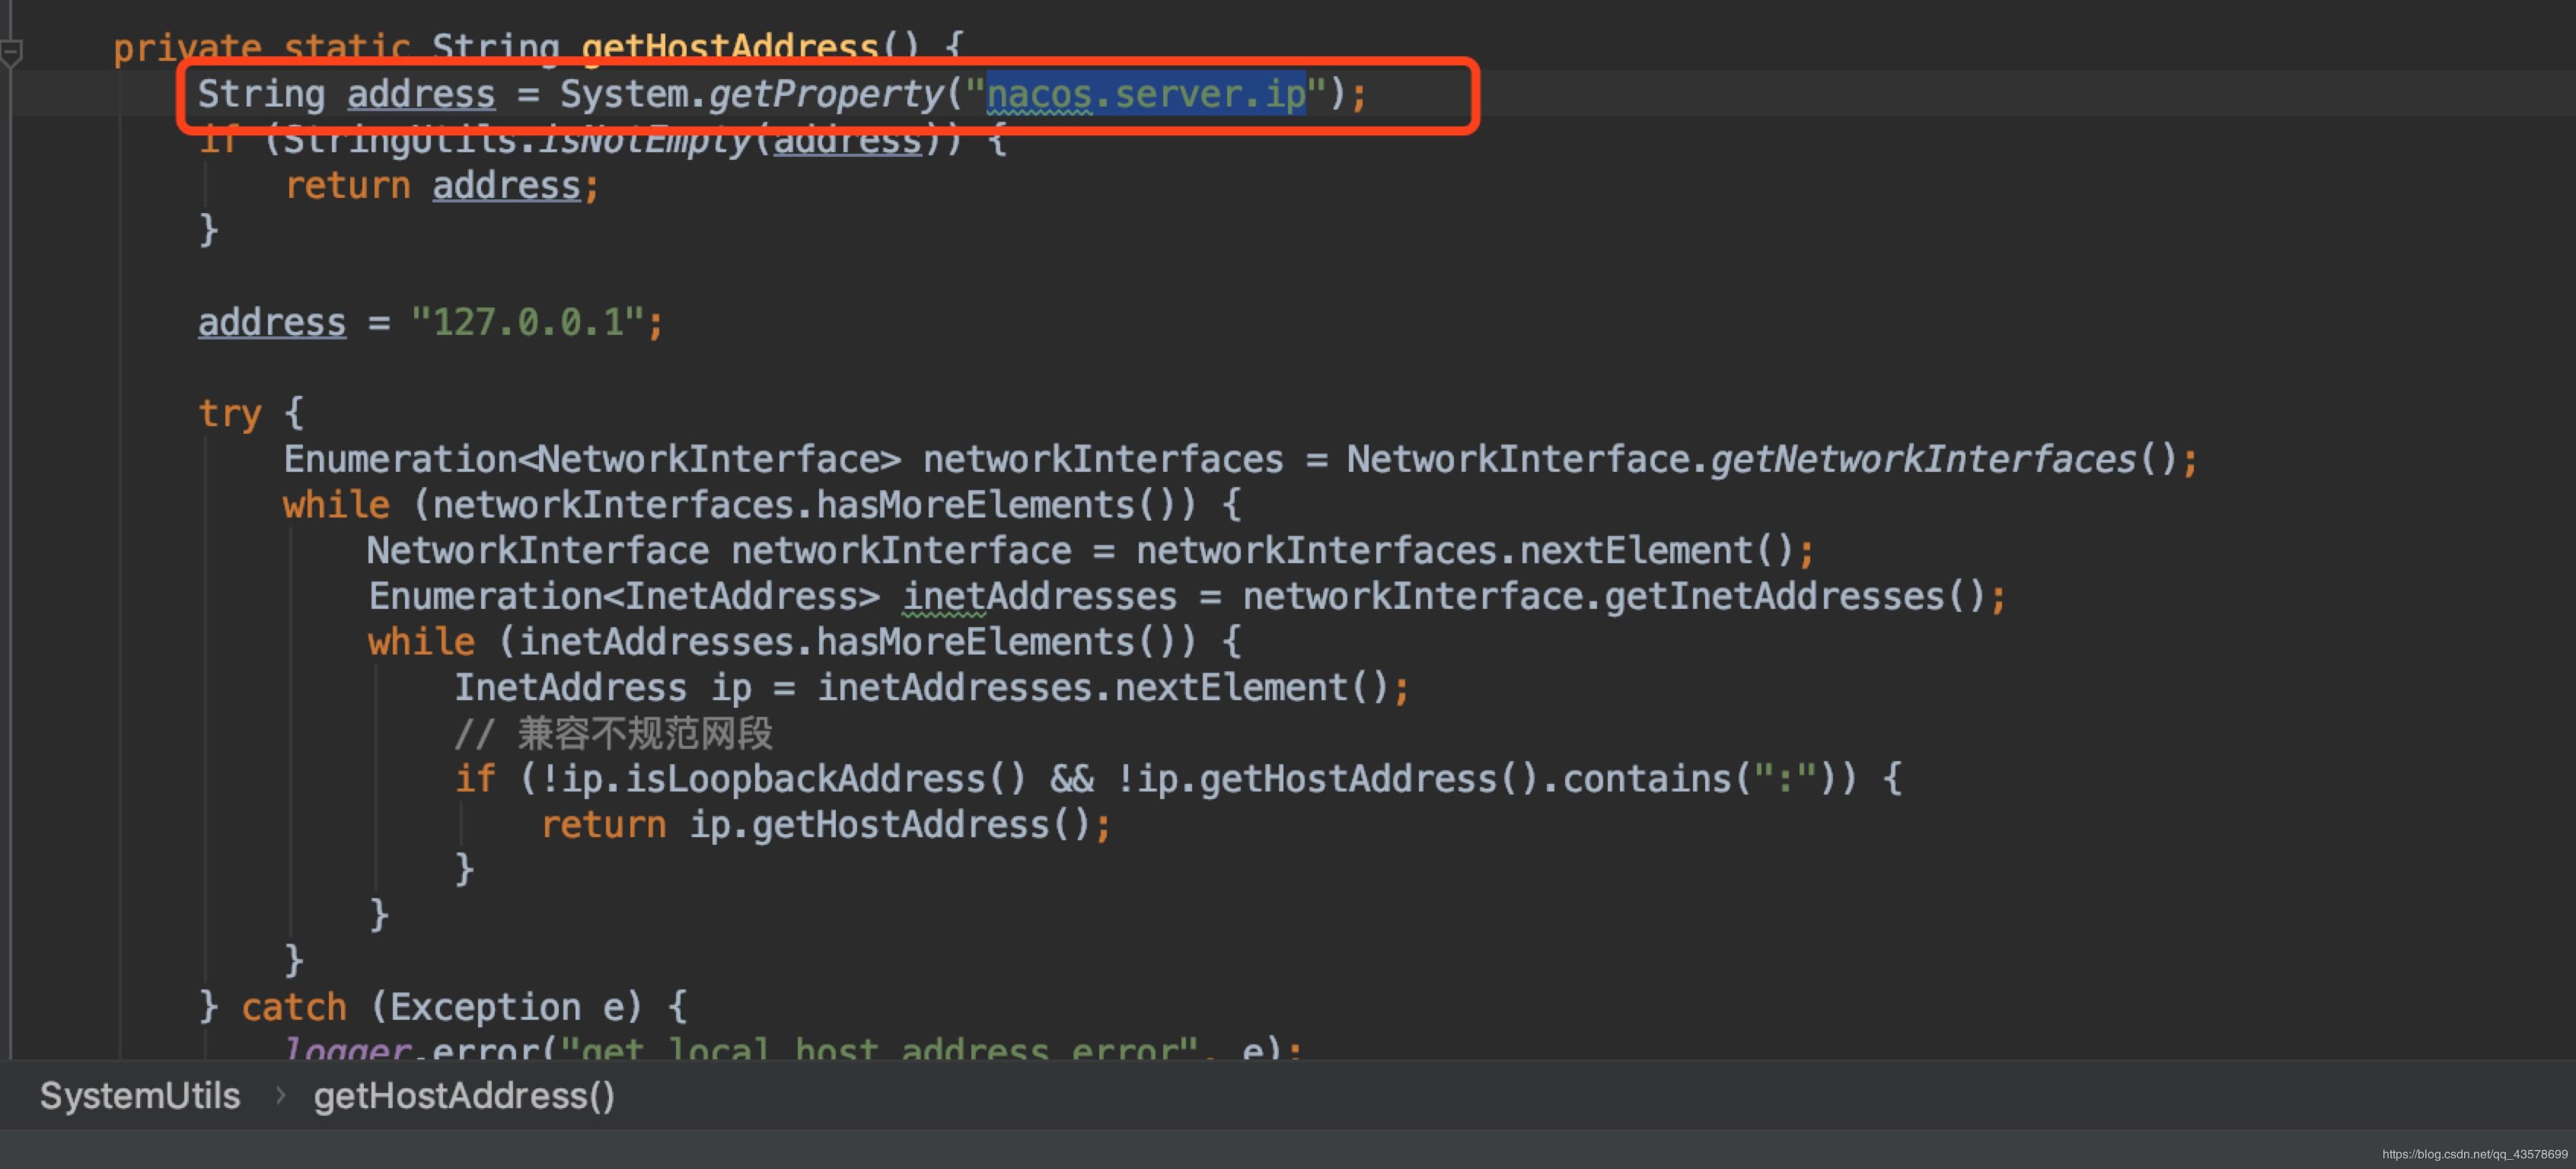 private static String getHostAddress() {
String address = System.getProperty("nacos.server.ip");
if (StringUtils.isNotEmpty(address)) {
return address;
}
address = "127.0.0.1";
try {
Enumeration<NetworkInterface> networkInterfaces = NetworkInterface.getNetworkInterfaces();
while (networkInterfaces.hasMoreElements()) {
NetworkInterface networkInterface = networkInterfaces.nextElement();
Enumeration<InetAddress> inetAddresses = networkInterface.getInetAddresses();
while (inetAddresses.hasMoreElements()) {
InetAddress ip = inetAddresses.nextElement();
// 兼容不规范网段
if (!ip.isLoopbackAddress() && !ip.getHostAddress().contains(":")) {
return ip.getHostAddress();
}
}
}
} catch (Exception e) {
logger.error("get local host address error", e);
SystemUtils › getHostAddress()
https://blog.csdn.net/qq_43578699